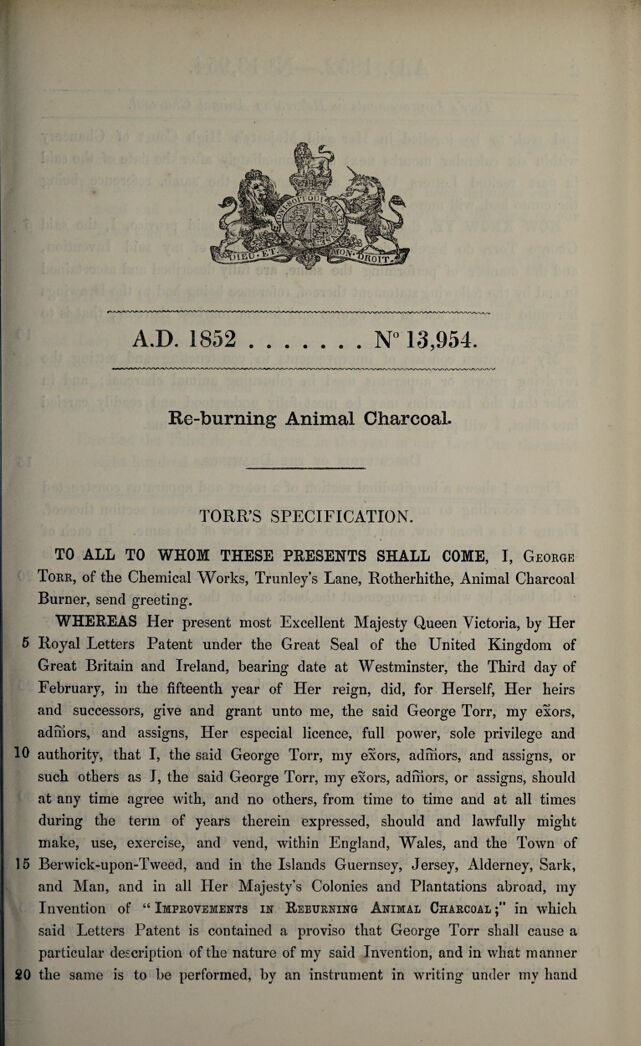 SOIT QUI
DIEU · ET · MON · DROIT
A.D. 1852 . . . . . . . N° 13,954.
Re-burning Animal Charcoal.
TORR'S SPECIFICATION.
TO ALL TO WHOM THESE PRESENTS SHALL COME, I, GEORGE
TORR, of the Chemical Works, Trunley's Lane, Rotherhithe, Animal Charcoal
Burner, send greeting.
WHEREAS Her present most Excellent Majesty Queen Victoria, by Her
5 Royal Letters Patent under the Great Seal of the United Kingdom of
Great Britain and Ireland, bearing date at Westminster, the Third day of
February, in the fifteenth year of Her reign, did, for Herself, Her heirs
and successors, give and grant unto me, the said George Torr, my exors,
admors, and assigns, Her especial licence, full power, sole privilege and
10 authority, that I, the said George Torr, my exors, admors, and assigns, or
such others as I, the said George Torr, my exors, admors, or assigns, should
at any time agree with, and no others, from time to time and at all times
during the term of years therein expressed, should and lawfully might
make, use, exercise, and vend, within England, Wales, and the Town of
15 Berwick-upon-Tweed, and in the Islands Guernsey, Jersey, Alderney, Sark,
and Man, and in all Her Majesty's Colonies and Plantations abroad, my
Invention of "IMPROVEMENTS IN REBURNING ANIMAL CHARCOAL;" in which
said Letters Patent is contained a proviso that George Torr shall cause a
particular description of the nature of my said Invention, and in what manner
20 the same is to be performed, by an instrument in writing under my hand